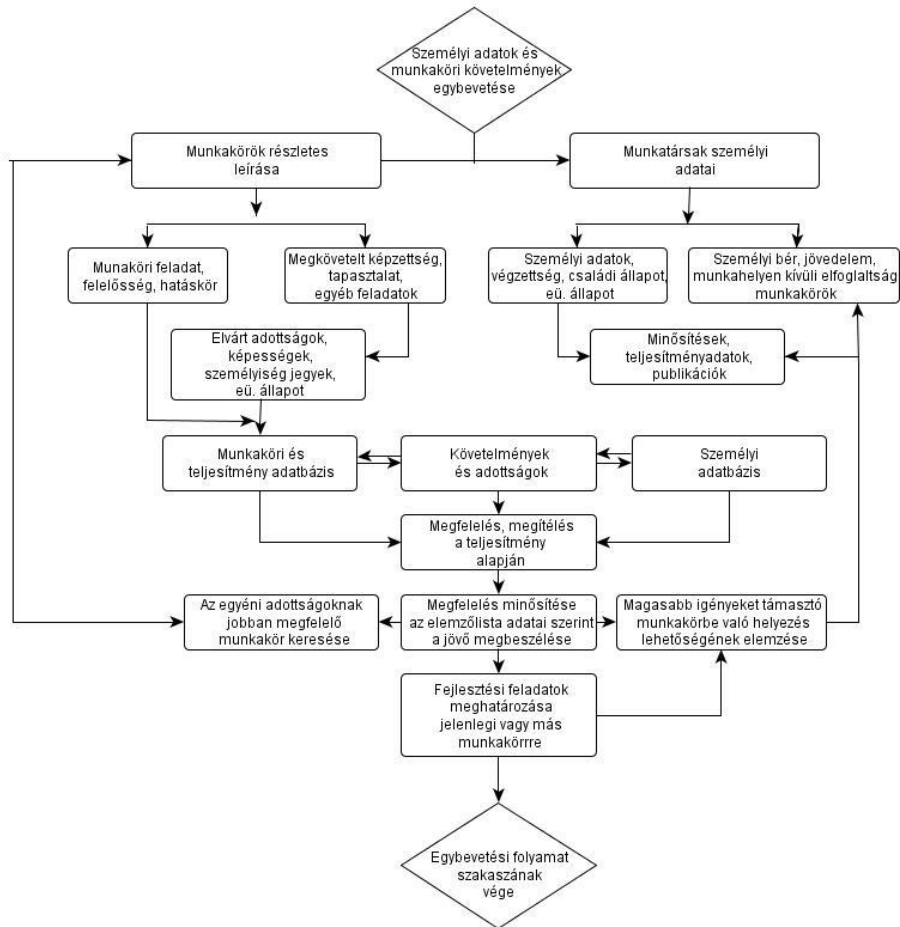 Személyi adatok és
munkaköri követelmények
egybevetése
Munkakörök részletes
leírása
Munkatársak személyi
adatai
Munaköri feladat,
felelősség, hatáskör
Megkövetelt képzettség,
tapasztalat,
egyéb feladatok
Személyi adatok,
végzettség, családi állapot,
eü. állapot
Személyi bér, jövedelem,
munkahelyen kívüli elfoglaltság
munkakörök
Elvárt adottságok,
képességek,
személyiség jegyek,
eü. állapot
Minősítések,
teljesítményadatok,
publikációk
Munkaköri és
teljesítmény adatbázis
Követelmények
és adottságok
Személyi
adatbázis
Megfelelés, megítélés
a teljesítmény
alapján
Az egyéni adottságoknak
jobban megfelelő
munkakör keresése
Megfelelés minősítése
az elemzőlista adatai szerint
a jövő megbeszélése
Magasabb igényeket támasztó
munkakörbe való helyezés
lehetőségének elemzése
Fejlesztési feladatok
meghatározása
jelenlegi vagy más
munkakörrre
Egybevetési folyamat
szakaszának
vége